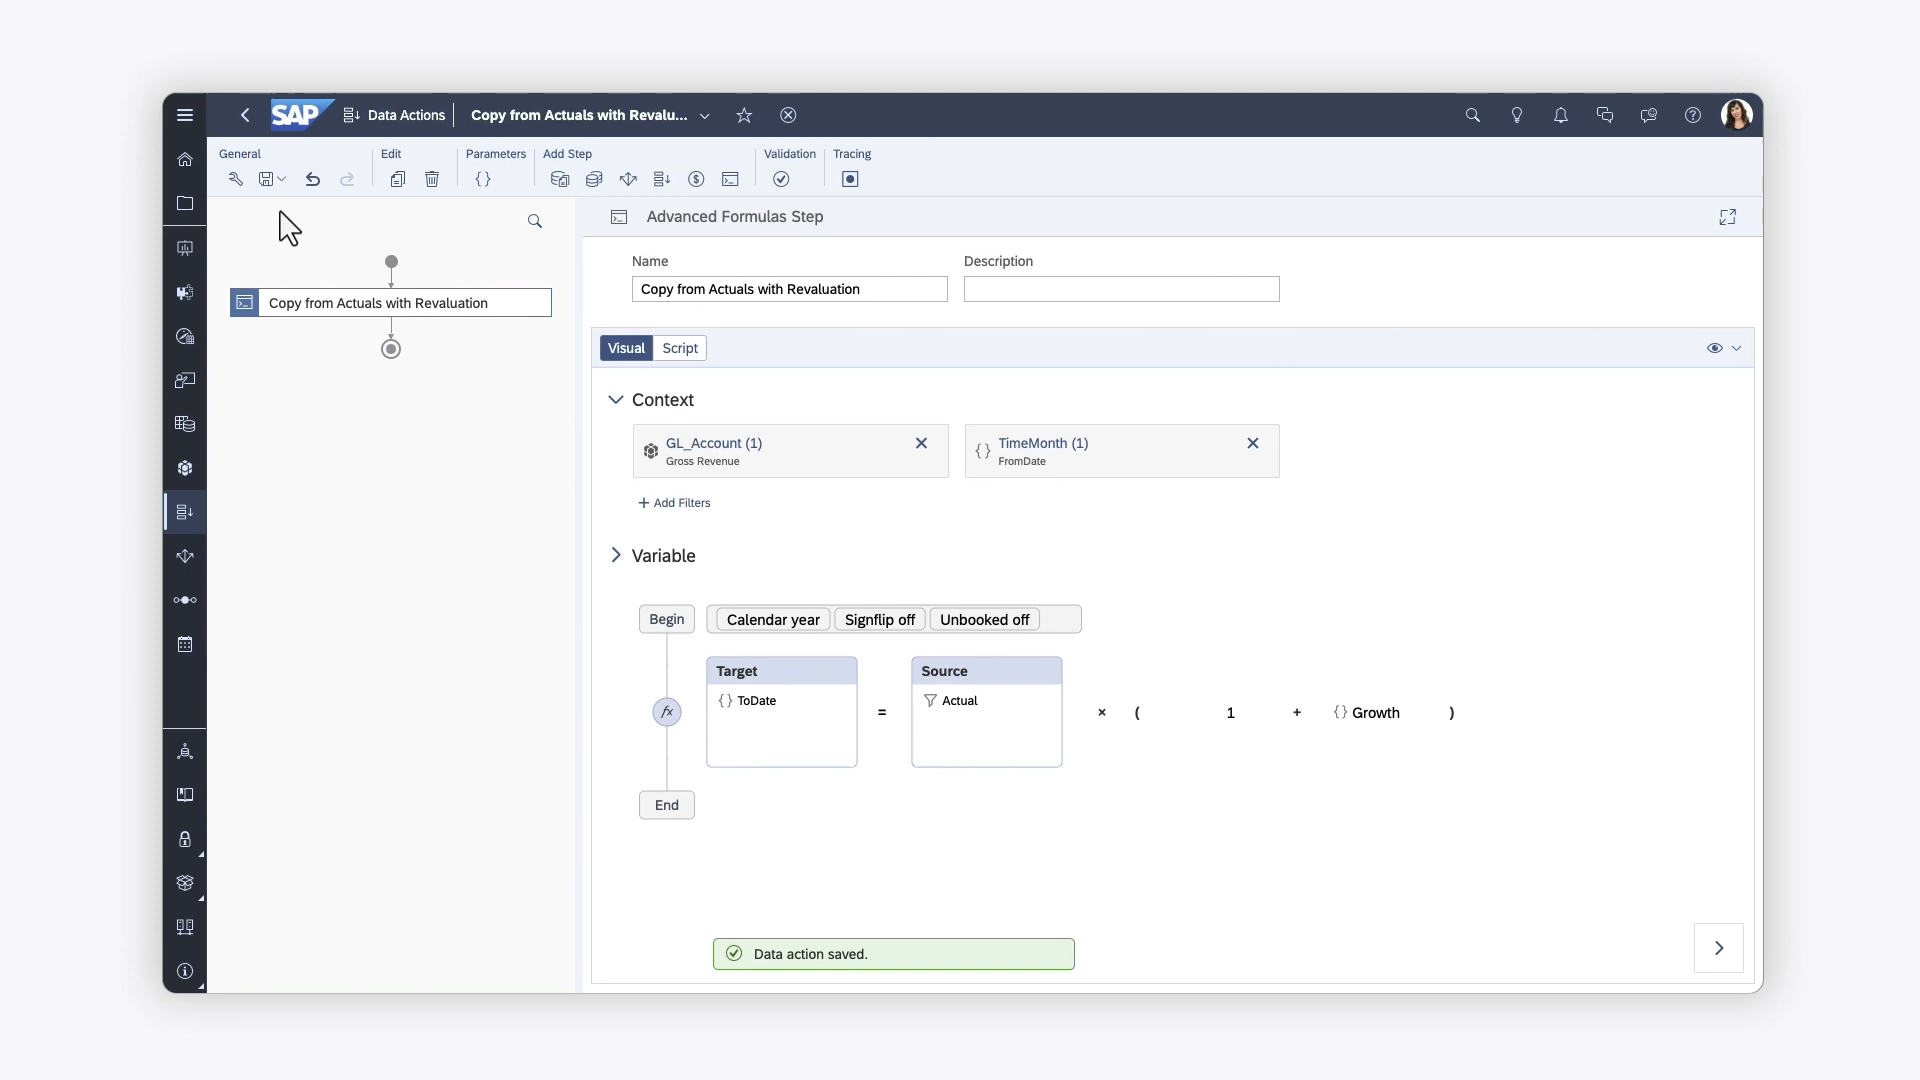 SAP Data Actions Copy from Actuals with Revalu...
General Edit Parameters Add Step Validation Tracing
Copy from Actuals with Revaluation
Advanced Formulas Step
Name Description
Copy from Actuals with Revaluation
Visual Script
Context
GL_Account (1) TimeMonth (1)
Gross Revenue FromDate
+ Add Filters
Variable
Begin Calendar year Signflip off Unbooked off
Target Source
{} ToDate Actual
fx = × ( 1 + {} Growth )
End
Data action saved.